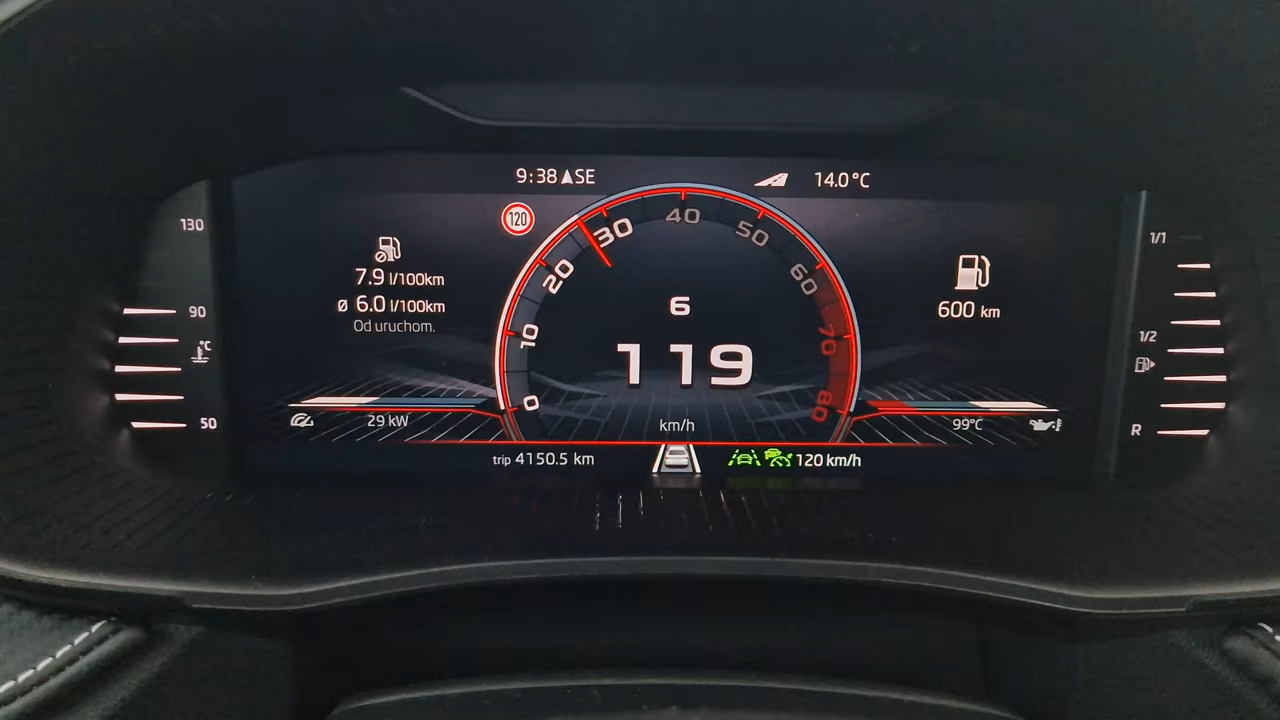 9:38 SE
14.0°C
120
130
90
°C
50
7.9 l/100km
ø 6.0 l/100km
Od uruchom.
29 kW
0
10
20
30
40
50
60
70
80
6
119
km/h
600 km
99°C
1/1
1/2
R
trip 4150.5 km
120 km/h